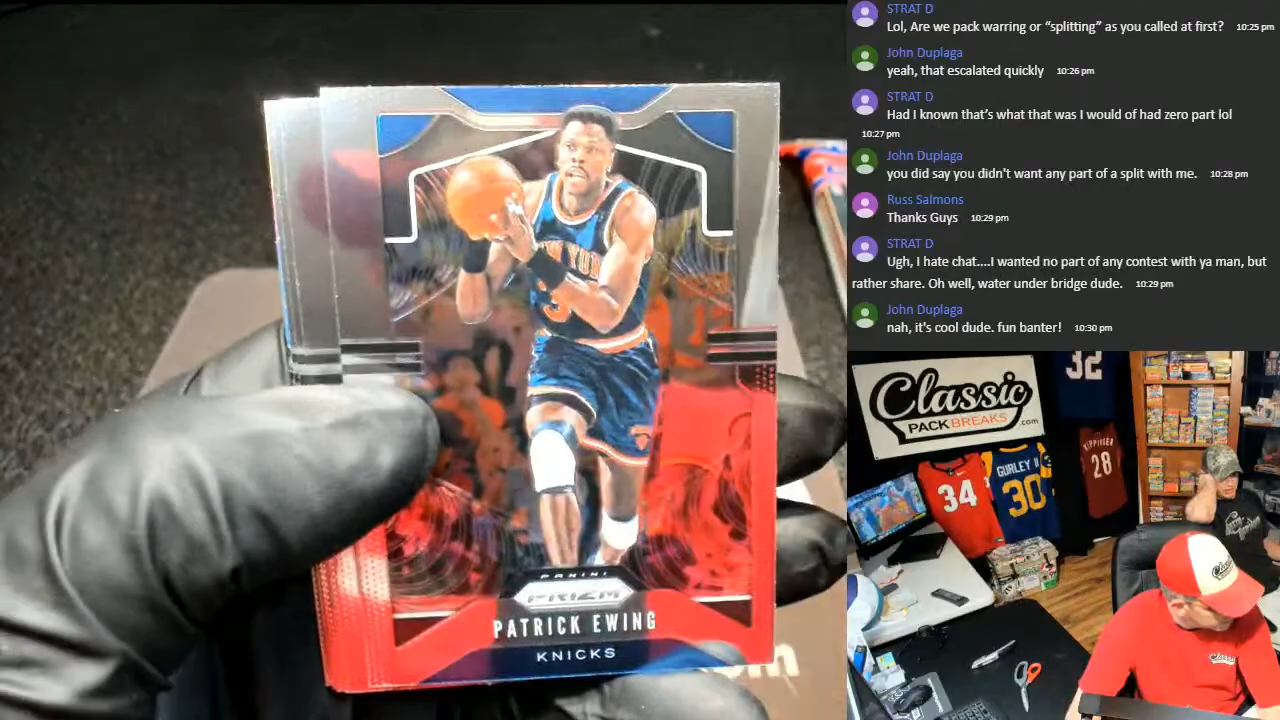 STRAT D
Lol, Are we pack warring or “splitting” as you called at first? 10:25 pm
John Duplaga
yeah, that escalated quickly 10:26 pm
STRAT D
Had I known that’s what that was I would of had zero part lol
10:27 pm
John Duplaga
you did say you didn't want any part of a split with me. 10:28 pm
Russ Salmons
Thanks Guys 10:29 pm
STRAT D
Ugh, I hate chat....I wanted no part of any contest with ya man, but
rather share. Oh well, water under bridge dude. 10:29 pm
John Duplaga
nah, it's cool dude. fun banter! 10:30 pm
NEW YORK
3
PANINI
PRIZM
PATRICK EWING
KNICKS
Classic
PACK BREAKS.com
32
34
GURLEY II
30
28
Classic